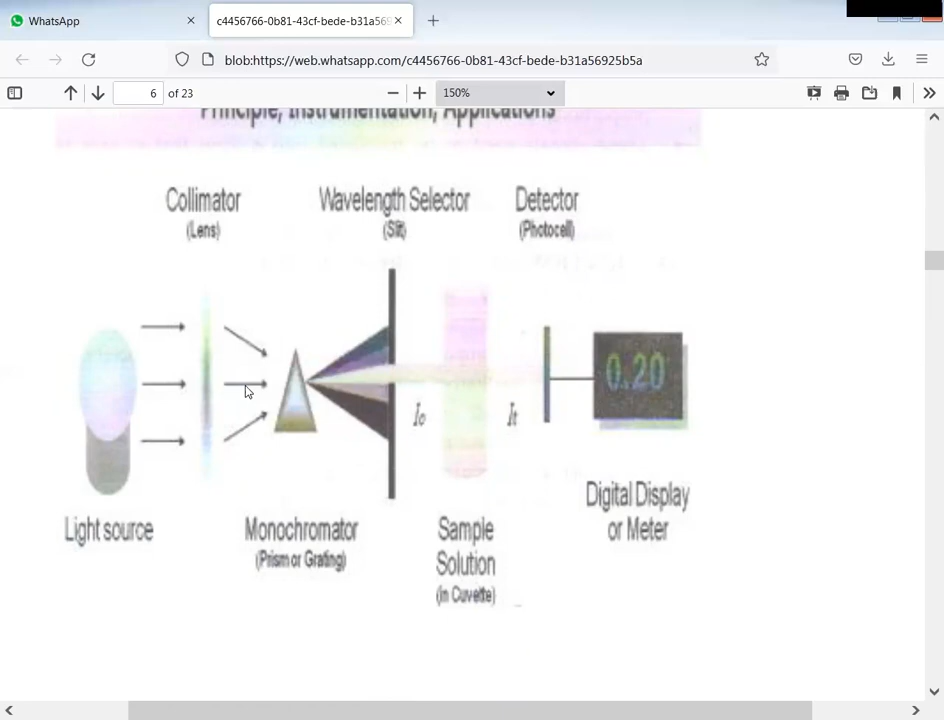 WhatsApp
c4456766-0b81-43cf-bede-b31a569
blob:https://web.whatsapp.com/c4456766-0b81-43cf-bede-b31a56925b5a
6 of 23
150%
Principle, Instrumentation, Applications
Collimator
(Lens)
Wavelength Selector
(Slit)
Detector
(Photocell)
Io
It
0.20
Light source
Monochromator
(Prism or Grating)
Sample
Solution
(in Cuvette)
Digital Display
or Meter